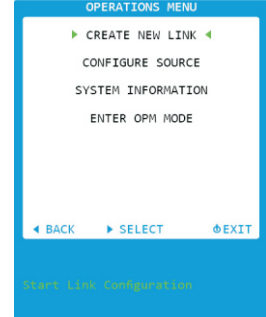 OPERATIONS MENU
CREATE NEW LINK
CONFIGURE SOURCE
SYSTEM INFORMATION
ENTER OPM MODE
BACK SELECT EXIT
Start Link Configuration